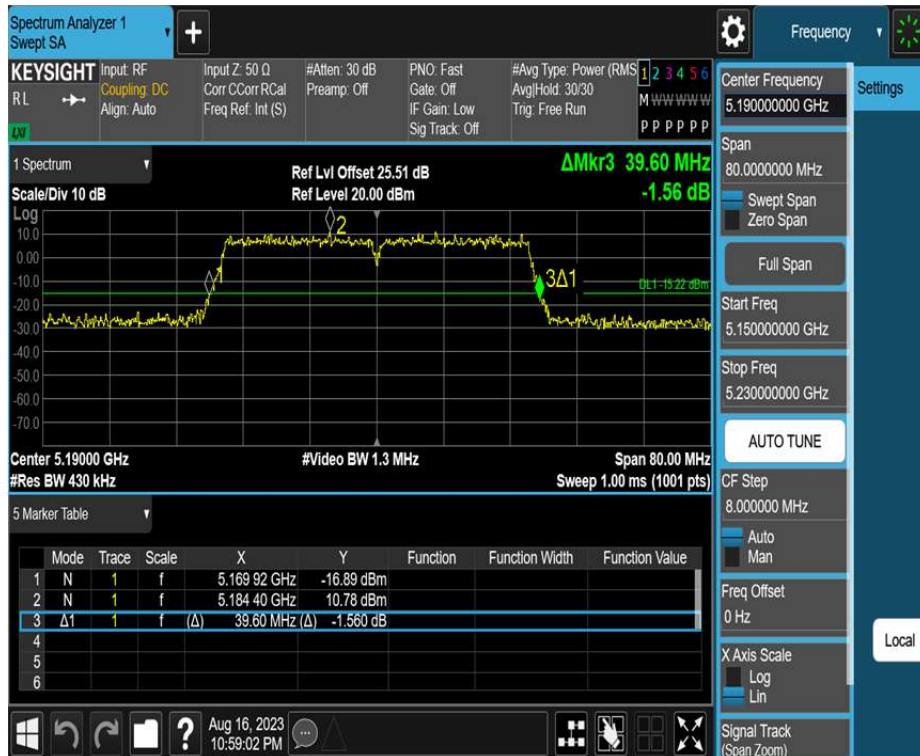 Spectrum Analyzer 1
Swept SA
+
Frequency
KEYSIGHT
R L
LXI
Input: RF
Coupling: DC
Align: Auto
Input Z: 50 Ω
Corr CCorr RCal
Freq Ref: Int (S)
#Atten: 30 dB
Preamp: Off
PNO: Fast
Gate: Off
IF Gain: Low
Sig Track: Off
#Avg Type: Power (RMS
Avg|Hold: 30/30
Trig: Free Run
1 2 3 4 5 6
M W W W W W
P P P P P P
1 Spectrum
Scale/Div 10 dB
Ref Lvl Offset 25.51 dB
Ref Level 20.00 dBm
ΔMkr3 39.60 MHz
-1.56 dB
Log
10.0
0.00
-10.0
-20.0
-30.0
-40.0
-50.0
-60.0
-70.0
2
3Δ1
DL1 -15.22 dBm
Center 5.19000 GHz
#Video BW 1.3 MHz
Span 80.00 MHz
#Res BW 430 kHz
Sweep 1.00 ms (1001 pts)
5 Marker Table
Mode Trace Scale X Y Function Function Width Function Value
1 N 1 f 5.169 92 GHz -16.89 dBm
2 N 1 f 5.184 40 GHz 10.78 dBm
3 Δ1 1 f (Δ) 39.60 MHz (Δ) -1.560 dB
4
5
6
?
Aug 16, 2023
10:59:02 PM
Center Frequency
5.190000000 GHz
Settings
Span
80.0000000 MHz
Swept Span
Zero Span
Full Span
Start Freq
5.150000000 GHz
Stop Freq
5.230000000 GHz
AUTO TUNE
CF Step
8.000000 MHz
Auto
Man
Freq Offset
0 Hz
Local
X Axis Scale
Log
Lin
Signal Track
(Span Zoom)